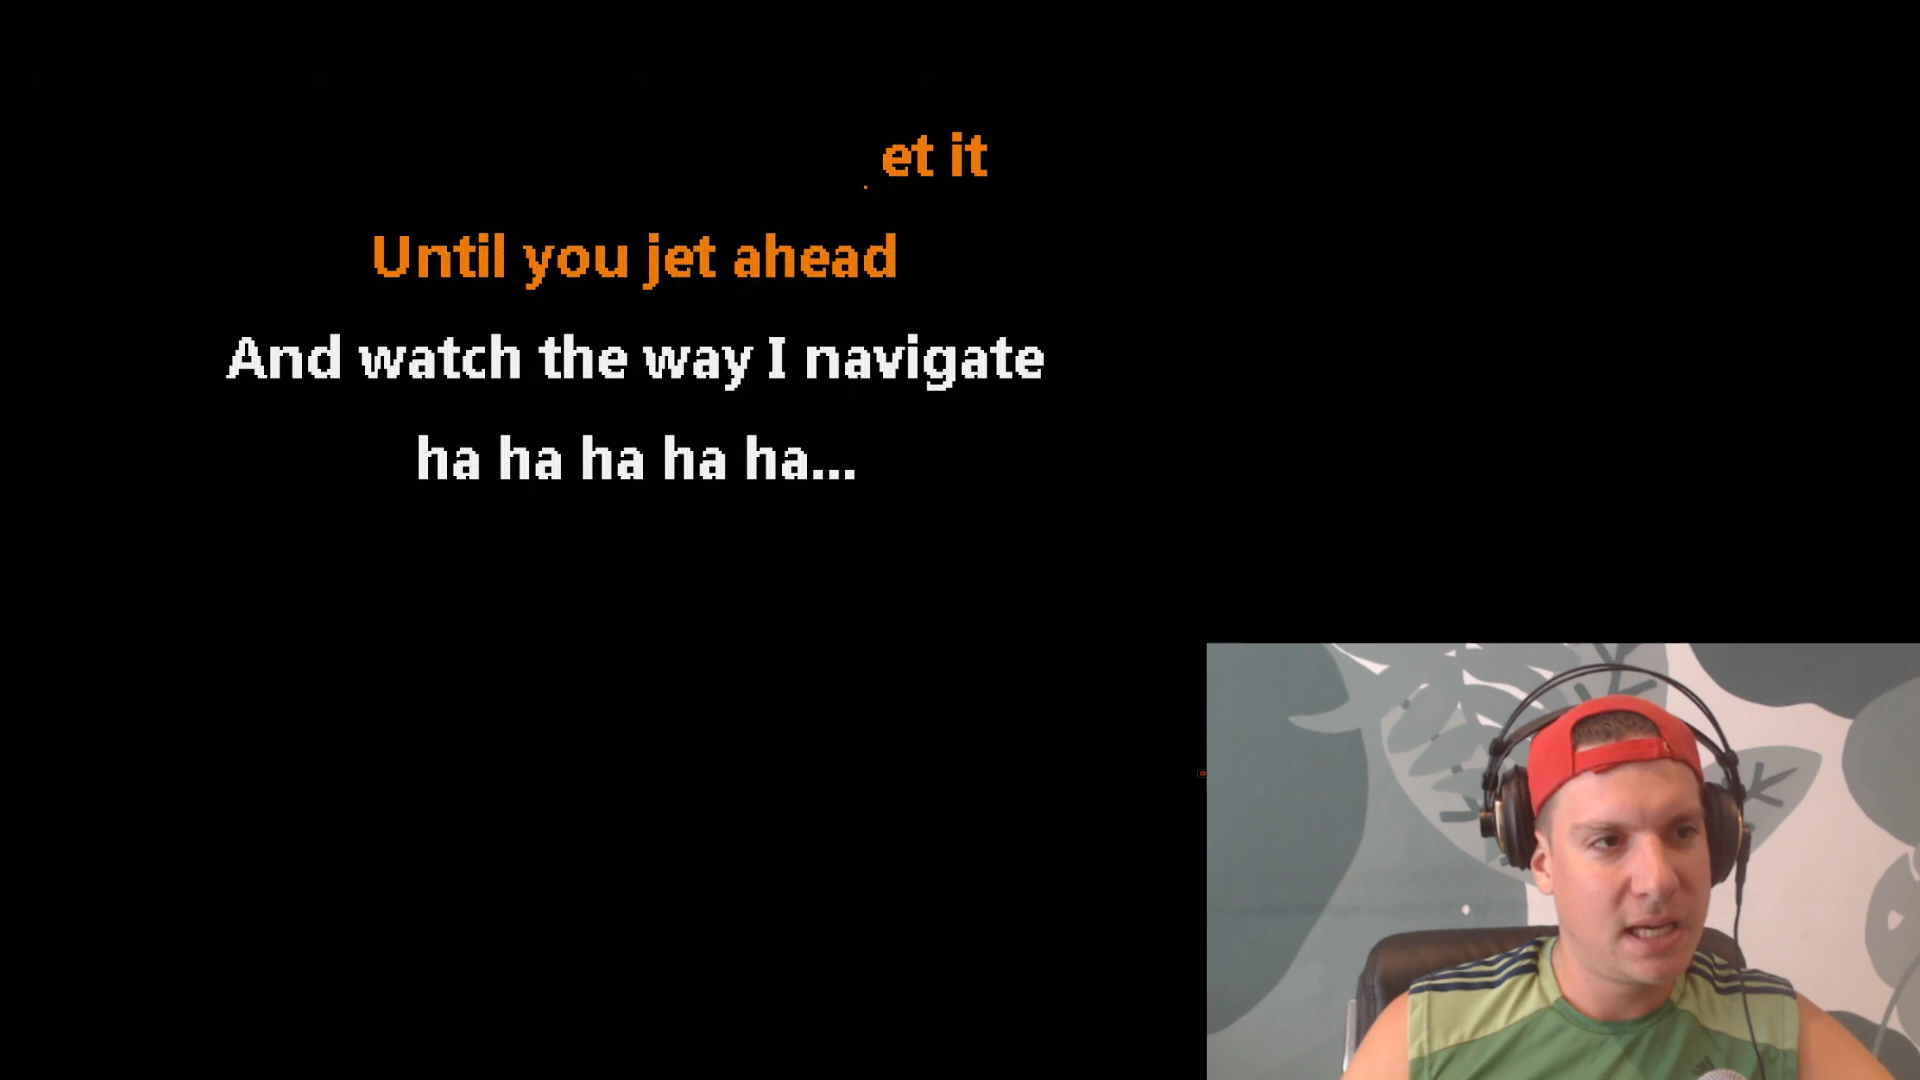 et it
Until you jet ahead
And watch the way I navigate
ha ha ha ha ha...